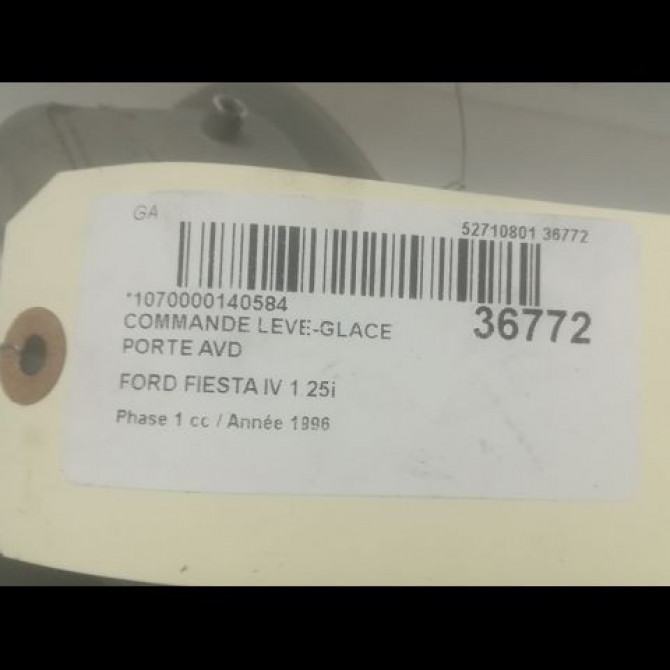 GA
52710801 36772
*1070000140584
36772
COMMANDE LEVE-GLACE
PORTE AVD
FORD FIESTA IV 1.25i
Phase 1 cc / Année 1996